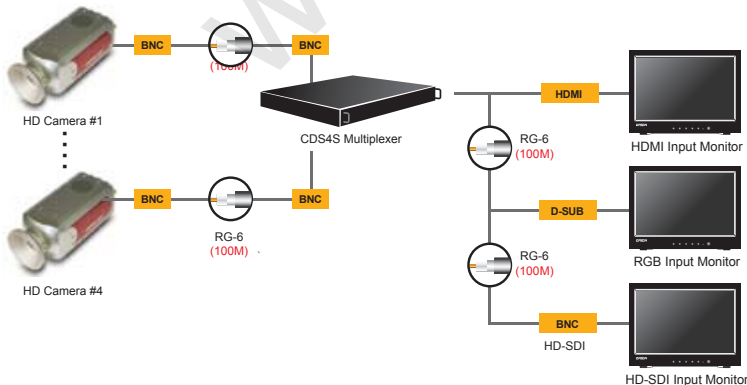 BNC
BNC
(100M)
HD Camera #1
CDS4S Multiplexer
HDMI
HDMI Input Monitor
RG-6
(100M)
BNC
BNC
RG-6
(100M)
D-SUB
RGB Input Monitor
HD Camera #4
RG-6
(100M)
BNC
HD-SDI
HD-SDI Input Monitor